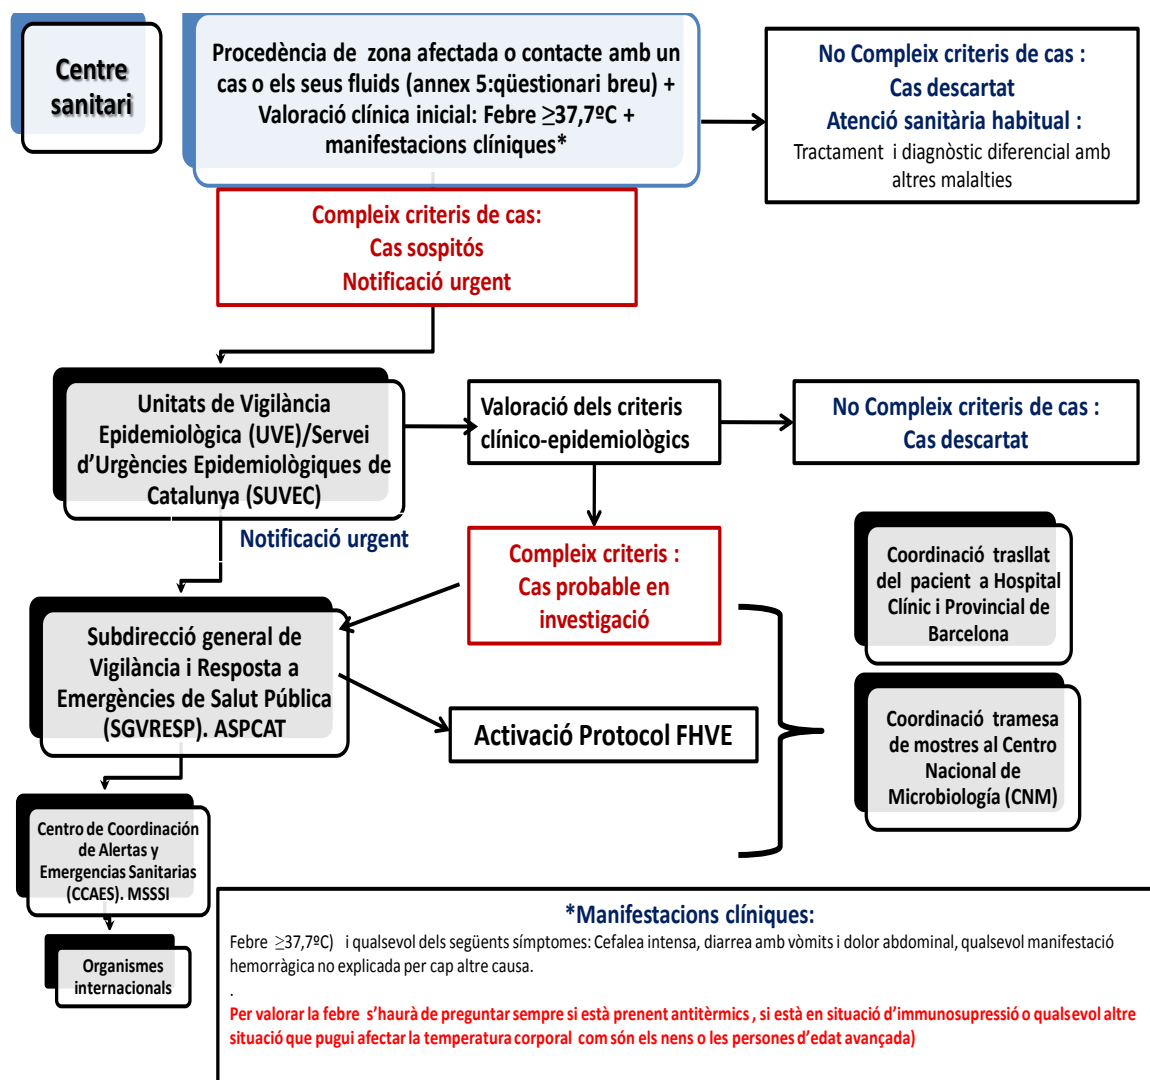 Centre
sanitari
Procedència de zona afectada o contacte amb un
cas o els seus fluids (annex 5:qüestionari breu) +
Valoració clínica inicial: Febre ≥37,7ºC +
manifestacions clíniques*
No Compleix criteris de cas :
Cas descartat
Atenció sanitària habitual :
Tractament i diagnòstic diferencial amb
altres malalties
Compleix criteris de cas:
Cas sospitós
Notificació urgent
Unitats de Vigilància
Epidemiològica (UVE)/Servei
d’Urgències Epidemiològiques de
Catalunya (SUVEC)
Valoració dels criteris
clínico-epidemiològics
No Compleix criteris de cas :
Cas descartat
Notificació urgent
Compleix criteris :
Cas probable en
investigació
Coordinació trasllat
del pacient a Hospital
Clínic i Provincial de
Barcelona
Subdirecció general de
Vigilància i Resposta a
Emergències de Salut Pública
(SGVRESP). ASPCAT
Activació Protocol FHVE
Coordinació tramesa
de mostres al Centro
Nacional de
Microbiología (CNM)
Centro de Coordinación
de Alertas y
Emergencias Sanitarias
(CCAES). MSSSI
Organismes
internacionals
*Manifestacions clíniques:
Febre ≥37,7ºC) i qualsevol dels següents símptomes: Cefalea intensa, diarrea amb vòmits i dolor abdominal, qualsevol manifestació
hemorràgica no explicada per cap altre causa.
.
Per valorar la febre s’haurà de preguntar sempre si està prenent antitèrmics , si està en situació d’immunosupressió o qualsevol altre
situació que pugui afectar la temperatura corporal com són els nens o les persones d’edat avançada)